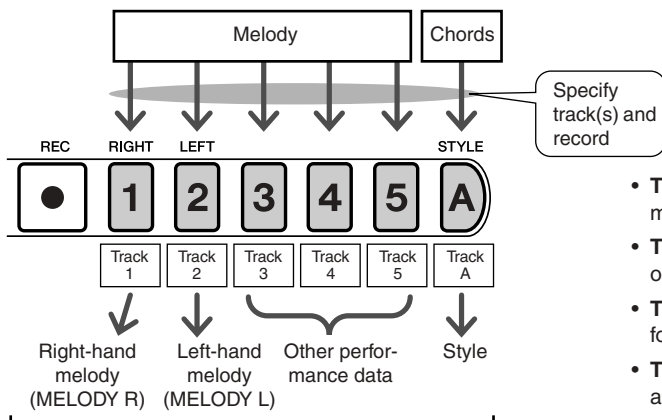 Melody
Chords
Specify
track(s) and
record
REC
RIGHT
LEFT
STYLE
1
2
3
4
5
A
Track
1
Track
2
Track
3
Track
4
Track
5
Track
A
Right-hand
melody
(MELODY R)
Left-hand
melody
(MELODY L)
Other perfor-
mance data
Style